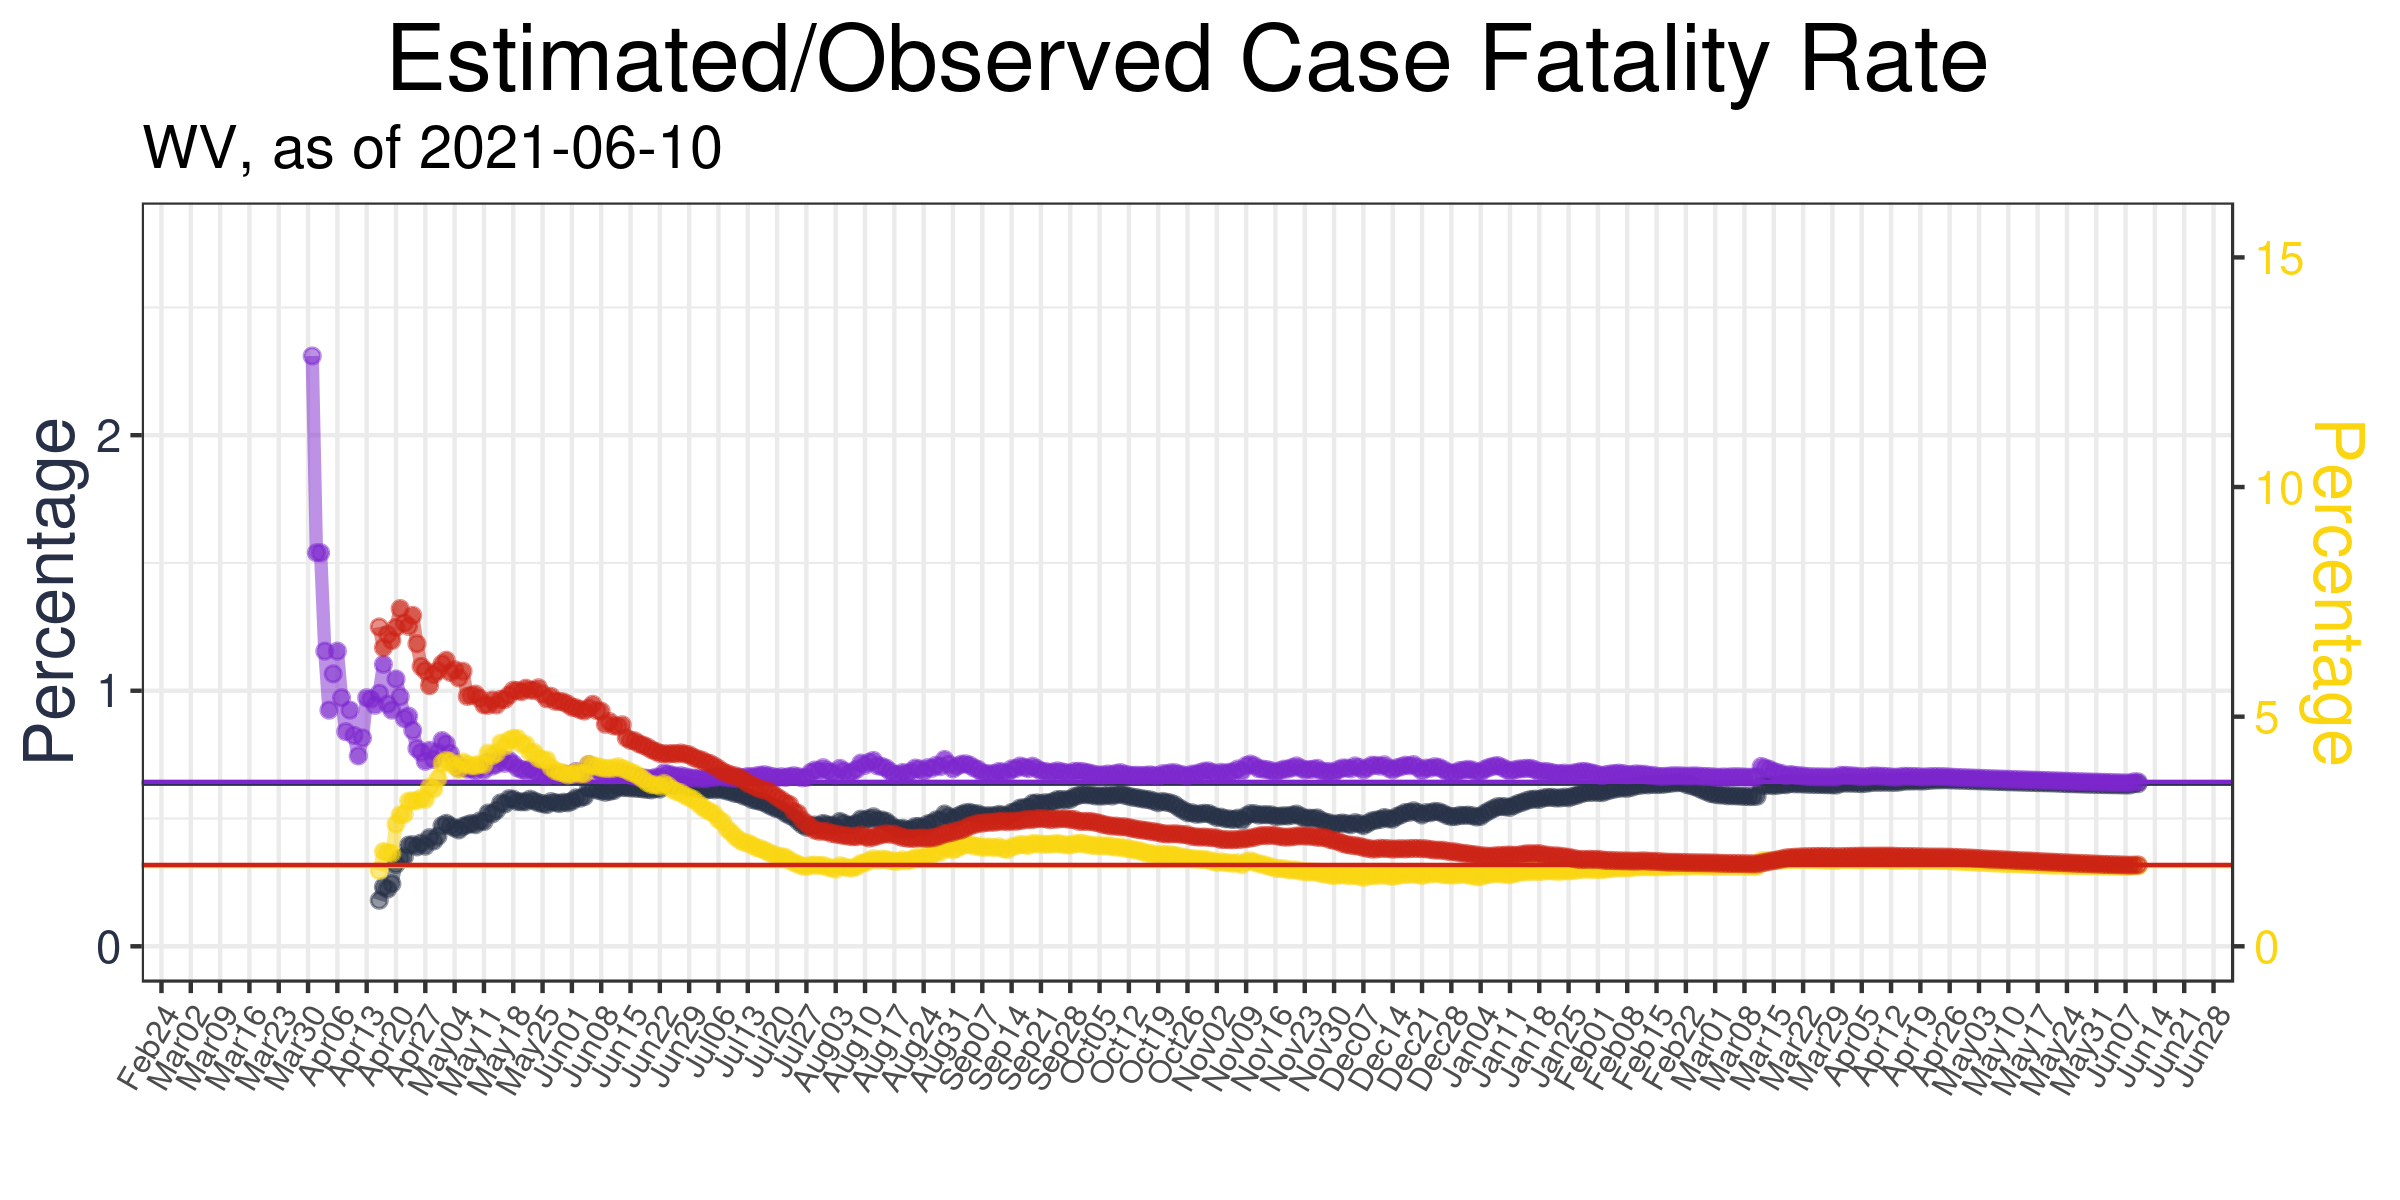 Estimated/Observed Case Fatality Rate
WV, as of 2021-06-10
Percentage
2
1
0
15
10
5
0
Percentage
Feb24
Mar02
Mar09
Mar16
Mar23
Mar30
Apr06
Apr13
Apr20
Apr27
May04
May11
May18
May25
Jun01
Jun08
Jun15
Jun22
Jun29
Jul06
Jul13
Jul20
Jul27
Aug03
Aug10
Aug17
Aug24
Aug31
Sep07
Sep14
Sep21
Sep28
Oct05
Oct12
Oct19
Oct26
Nov02
Nov09
Nov16
Nov23
Nov30
Dec07
Dec14
Dec21
Dec28
Jan04
Jan11
Jan18
Jan25
Feb01
Feb08
Feb15
Feb22
Mar01
Mar08
Mar15
Mar22
Mar29
Apr05
Apr12
Apr19
Apr26
May03
May10
May17
May24
May31
Jun07
Jun14
Jun21
Jun28